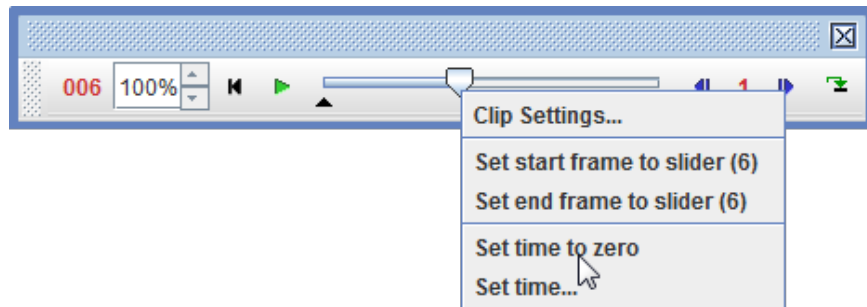 006 100% 1
Clip Settings...
Set start frame to slider (6)
Set end frame to slider (6)
Set time to zero
Set time...